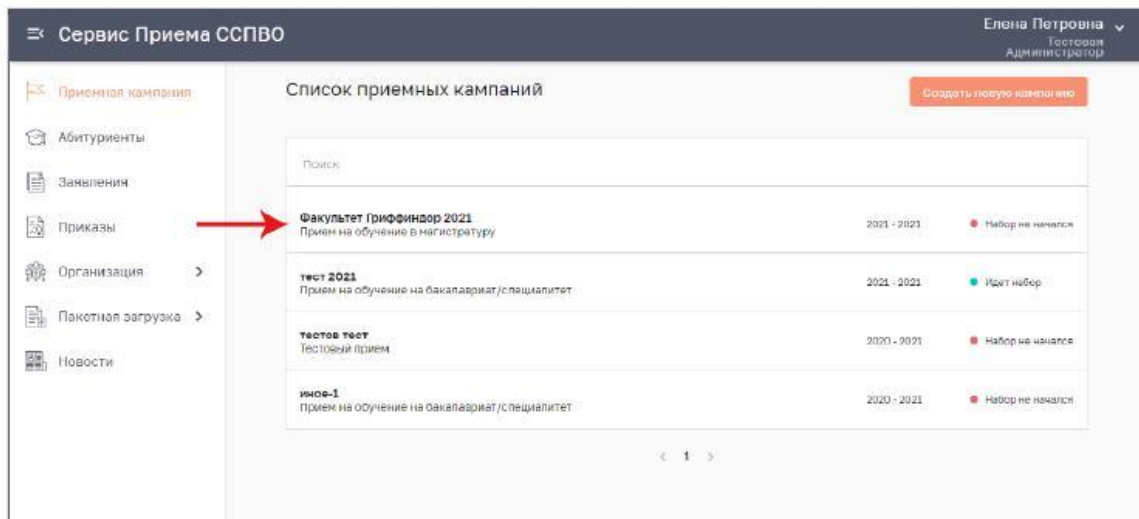 Сервис Приема ССПВО
Елена Петровна
Тестовая
Администратор
Приемная кампания
Абитуриенты
Заявления
Приказы
Организация
Пакетная загрузка
Новости
Список приемных кампаний
Создать новую кампанию
Поиск
Факультет Гриффиндор 2021
Прием на обучение в магистратуру
2021 - 2021
Набор не начался
тест 2021
Прием на обучение на бакалавриат/специалитет
2021 - 2021
Идет набор
тестов тест
Тестовый прием
2020 - 2021
Набор не начался
иное-1
Прием на обучение на бакалавриат/специалитет
2020 - 2021
Набор не начался
< 1 >